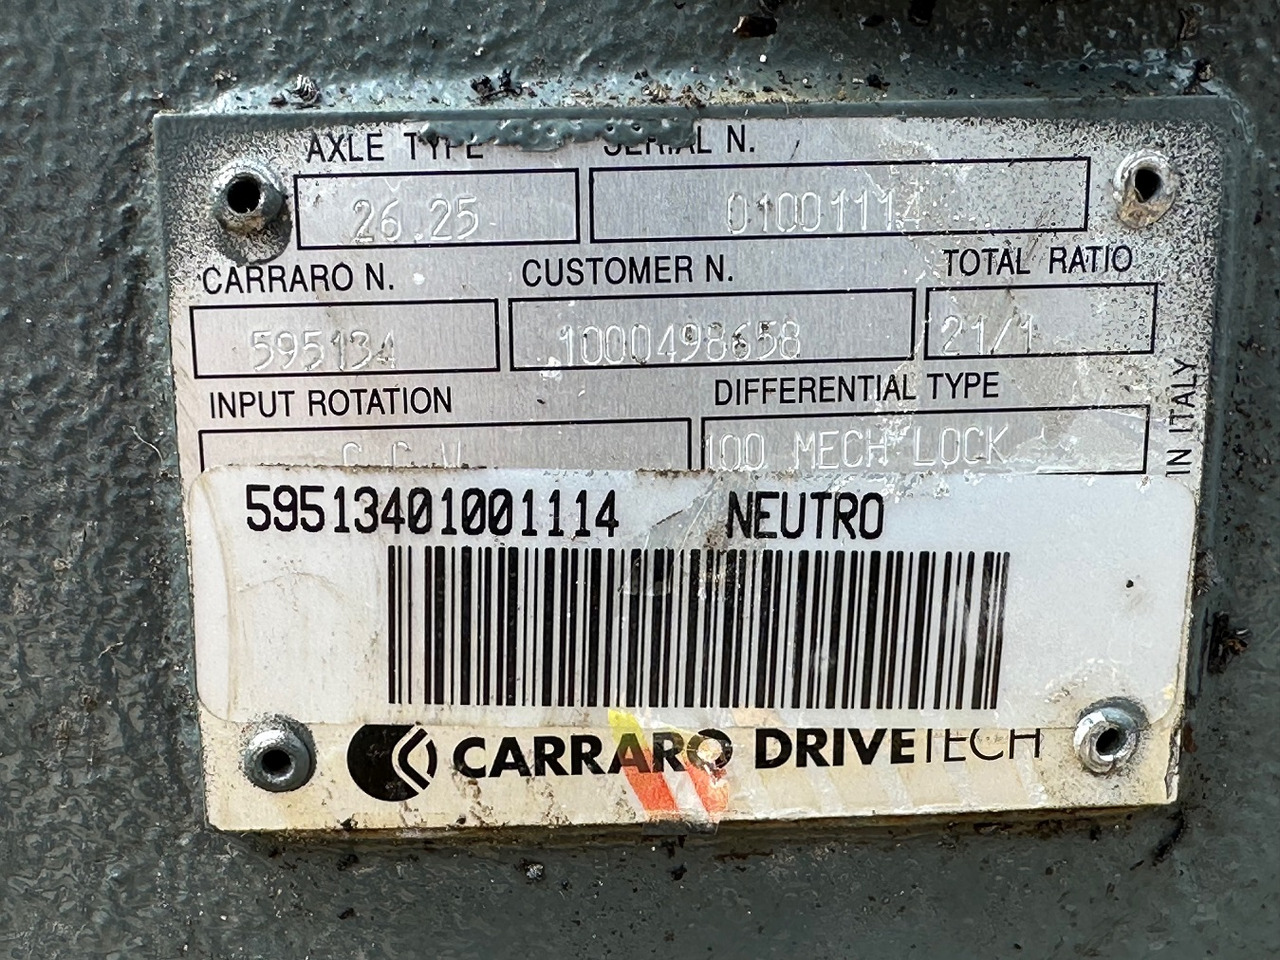 AXLE TYPE SERIAL N.
26.25 01001114
CARRARO N. CUSTOMER N. TOTAL RATIO
595134 1000498658 21/1
INPUT ROTATION DIFFERENTIAL TYPE
100 MECH LOCK
IN ITALY
59513401001114 NEUTRO
CARRARO DRIVETECH